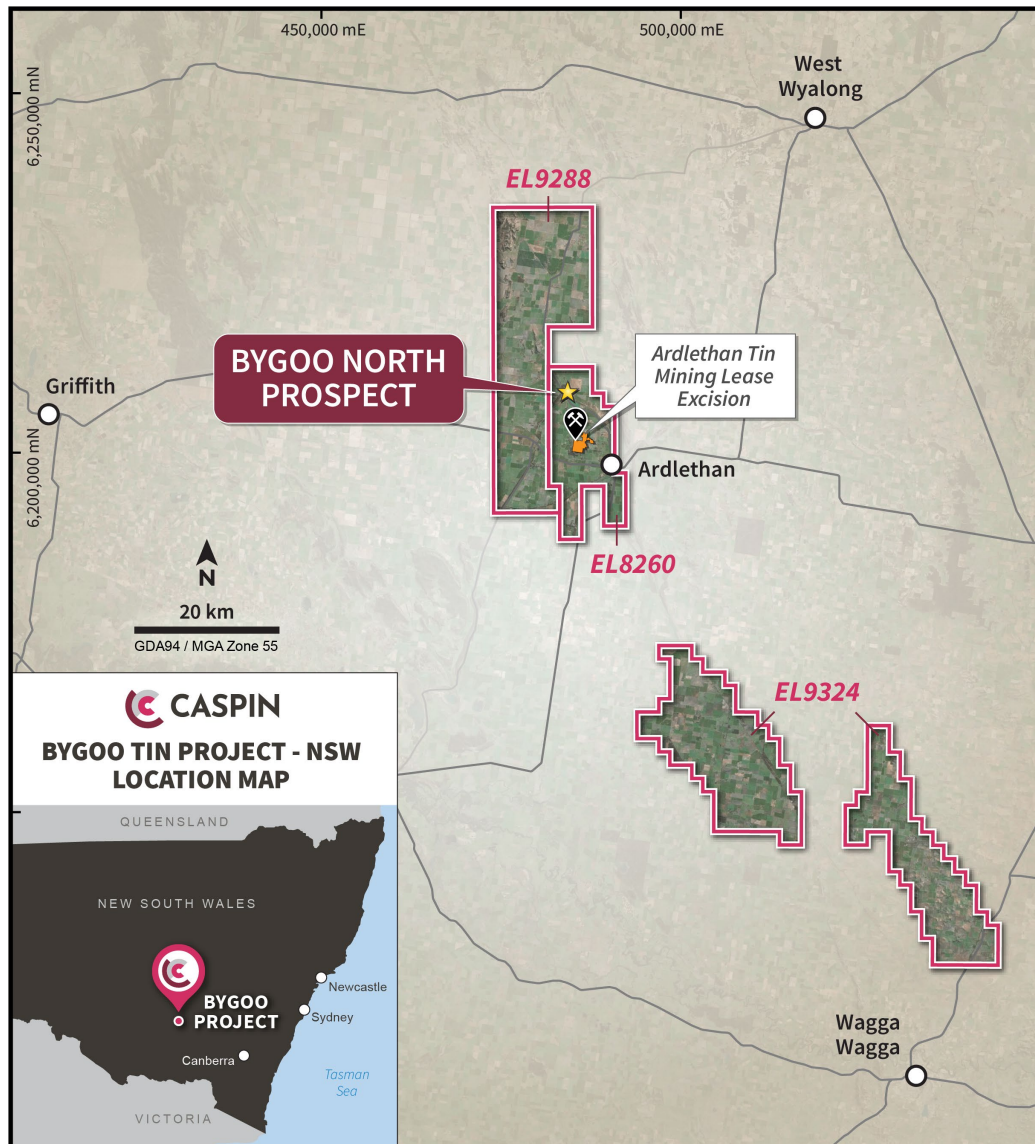 450,000 mE
500,000 mE
6,250,000 mN
6,200,000 mN
West
Wyalong
EL9288
BYGOO NORTH
PROSPECT
Ardlethan Tin
Mining Lease
Excision
Griffith
Ardlethan
EL8260
N
20 km
GDA94 / MGA Zone 55
EL9324
CASPIN
BYGOO TIN PROJECT - NSW
LOCATION MAP
QUEENSLAND
NEW SOUTH WALES
BYGOO
PROJECT
Newcastle
Sydney
Canberra
Tasman
Sea
VICTORIA
Wagga
Wagga